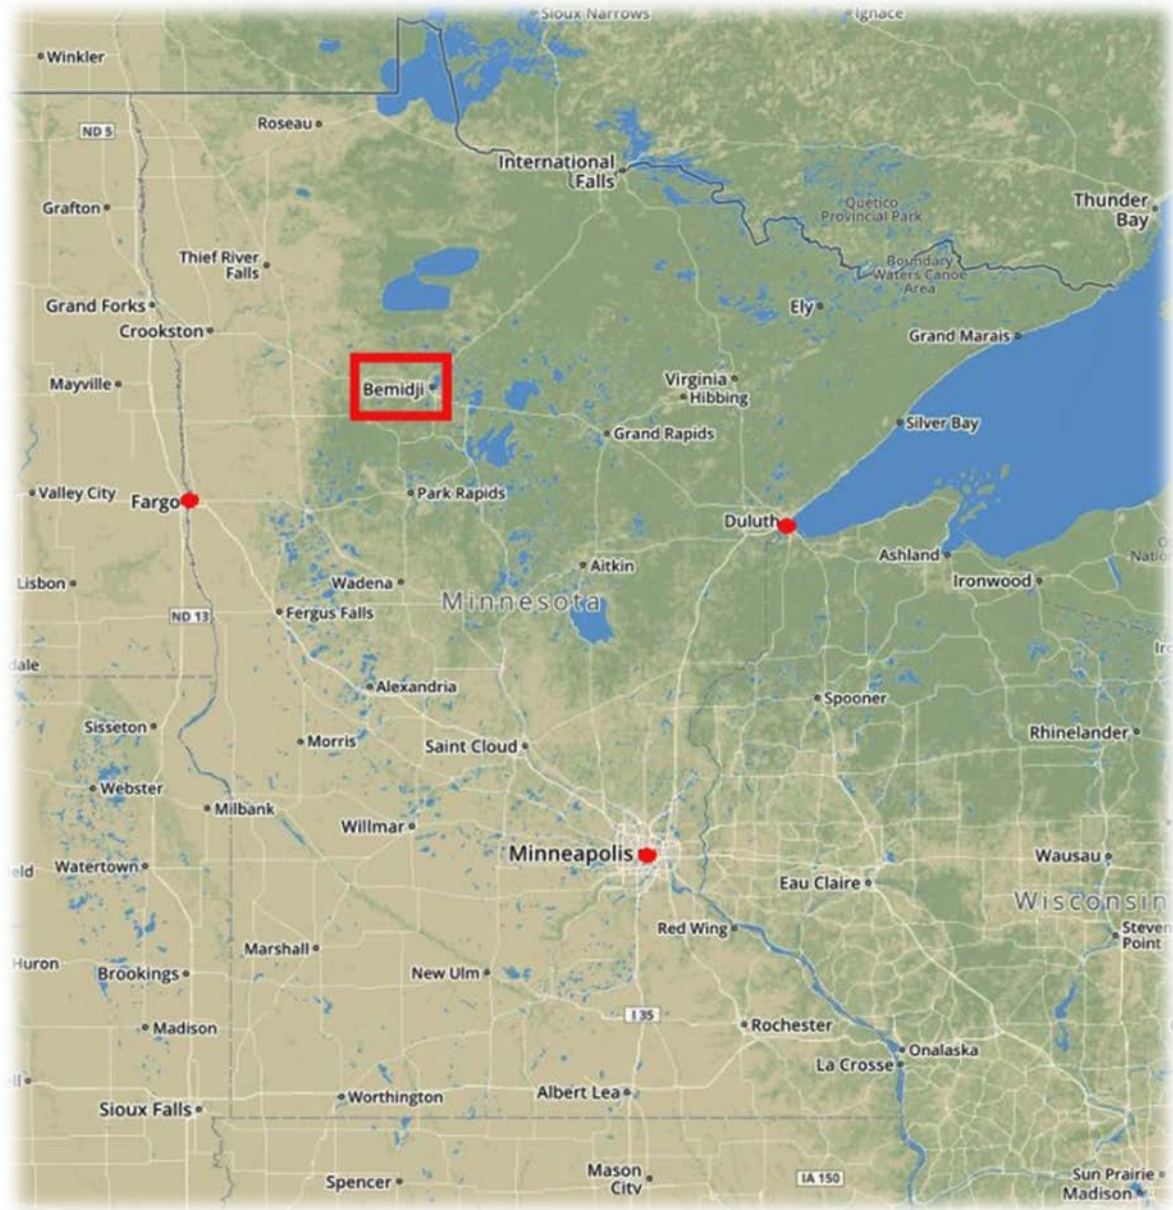 Sioux Narrows
Ignace
Winkler
Roseau
ND 5
International
Falls
Quetico
Provincial Park
Thunder
Bay
Grafton
Thief River
Falls
Boundary
Waters Canoe
Area
Grand Forks
Ely
Crookston
Grand Marais
Mayville
Bemidji
Virginia
Hibbing
Silver Bay
Grand Rapids
Valley City
Fargo
Park Rapids
Duluth
Ashland
Natio
Aitkin
Lisbon
Wadena
Ironwood
Minnesota
ND 13
Fergus Falls
dale
Alexandria
Spooner
Sisseton
Morris
Saint Cloud
Rhinelander
Webster
Milbank
Willmar
Minneapolis
Wausau
Watertown
ield
Eau Claire
Wisconsin
Red Wing
Steven
Point
Marshall
Huron
Brookings
New Ulm
I 35
Madison
Rochester
Onalaska
La Crosse
Worthington
Albert Lea
Sioux Falls
Mason
City
Spencer
IA 150
Sun Prairie
Madison